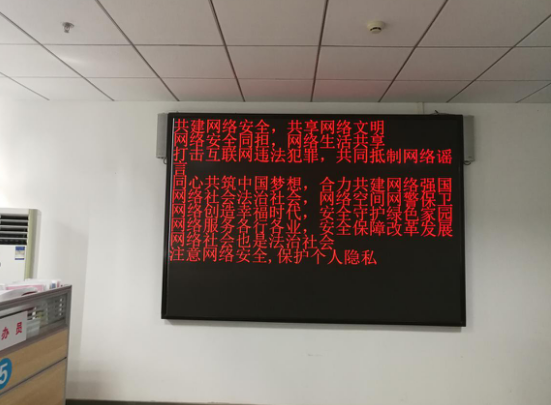 共建网络安全，共享网络文明
网络安全同担，网络生活共享
打击互联网违法犯罪，共同抵制网络谣
言
同心共筑中国梦想，合力共建网络强国
网络社会法治社会，网络空间网警保卫
网络创造幸福时代，安全守护绿色家园
网络服务各行各业，安全保障改革发展
网络社会也是法治社会
注意网络安全,保护个人隐私
办员
5